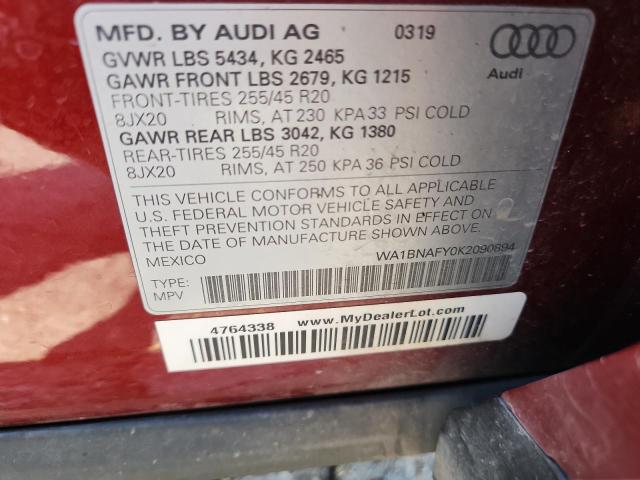 MFD. BY AUDI AG 0319
GVWR LBS 5434, KG 2465
GAWR FRONT LBS 2679, KG 1215
Audi
FRONT-TIRES 255/45 R20
8JX20 RIMS, AT 230 KPA 33 PSI COLD
GAWR REAR LBS 3042, KG 1380
REAR-TIRES 255/45 R20
8JX20 RIMS, AT 250 KPA 36 PSI COLD
THIS VEHICLE CONFORMS TO ALL APPLICABLE
U.S. FEDERAL MOTOR VEHICLE SAFETY AND
THEFT PREVENTION STANDARDS IN EFFECT ON
THE DATE OF MANUFACTURE SHOWN ABOVE.
MEXICO WA1BNAFY0K2090894
TYPE:
MPV
4764338 www.MyDealerLot.com